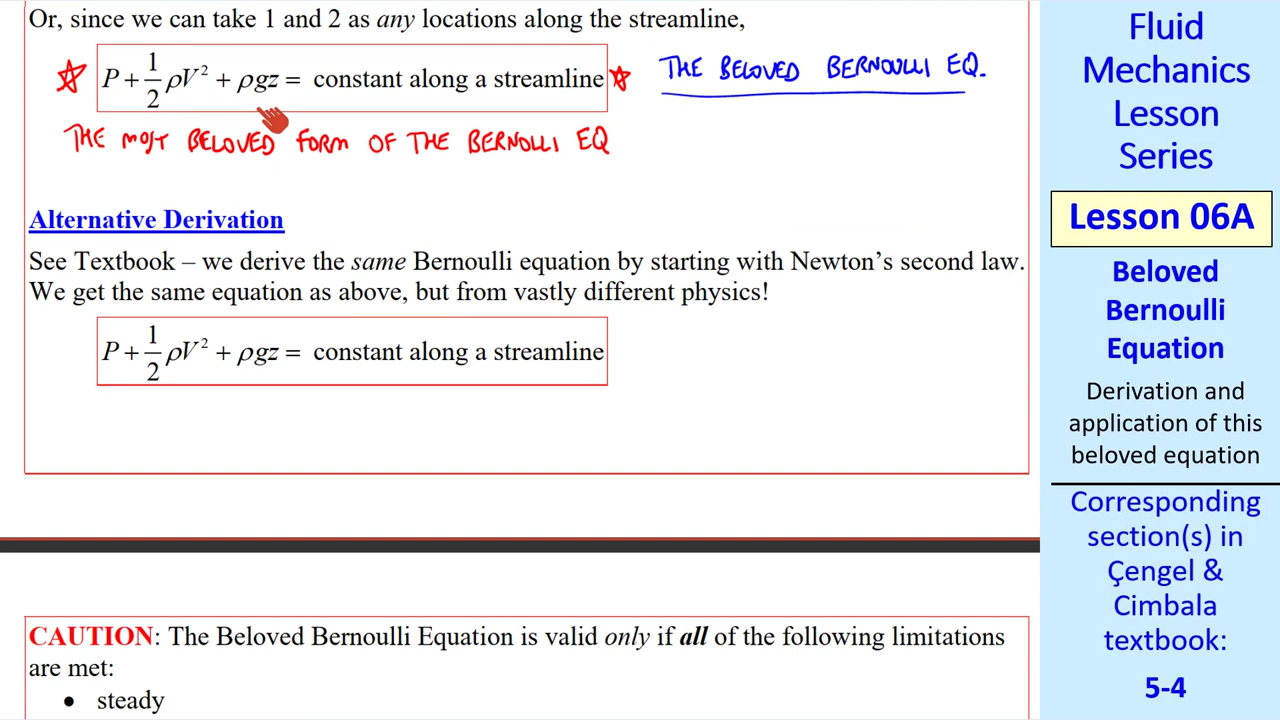 Or, since we can take 1 and 2 as any locations along the streamline,
P + 1/2 ρV² + ρgz = constant along a streamline
THE BELOVED BERNOULLI EQ.
THE MOST BELOVED FORM OF THE BERNOLLI EQ
Alternative Derivation
See Textbook – we derive the same Bernoulli equation by starting with Newton's second law.
We get the same equation as above, but from vastly different physics!
P + 1/2 ρV² + ρgz = constant along a streamline
CAUTION: The Beloved Bernoulli Equation is valid only if all of the following limitations
are met:
• steady
Fluid
Mechanics
Lesson
Series
Lesson 06A
Beloved
Bernoulli
Equation
Derivation and
application of this
beloved equation
Corresponding
section(s) in
Çengel &
Cimbala
textbook:
5-4